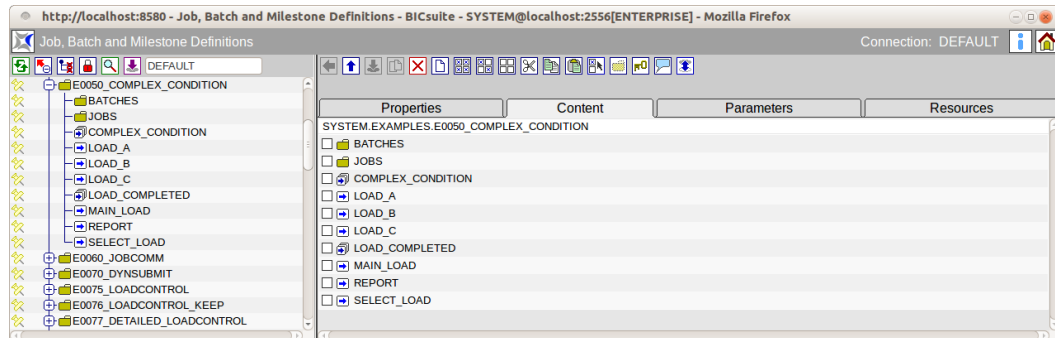 http://localhost:8580 - Job, Batch and Milestone Definitions - BICsuite - SYSTEM@localhost:2556[ENTERPRISE] - Mozilla Firefox
Job, Batch and Milestone Definitions
Connection: DEFAULT
DEFAULT
E0050_COMPLEX_CONDITION
BATCHES
JOBS
COMPLEX_CONDITION
LOAD_A
LOAD_B
LOAD_C
LOAD_COMPLETED
MAIN_LOAD
REPORT
SELECT_LOAD
E0060_JOBCOMM
E0070_DYNSUBMIT
E0075_LOADCONTROL
E0076_LOADCONTROL_KEEP
E0077_DETAILED_LOADCONTROL
Properties Content Parameters Resources
SYSTEM.EXAMPLES.E0050_COMPLEX_CONDITION
BATCHES
JOBS
COMPLEX_CONDITION
LOAD_A
LOAD_B
LOAD_C
LOAD_COMPLETED
MAIN_LOAD
REPORT
SELECT_LOAD